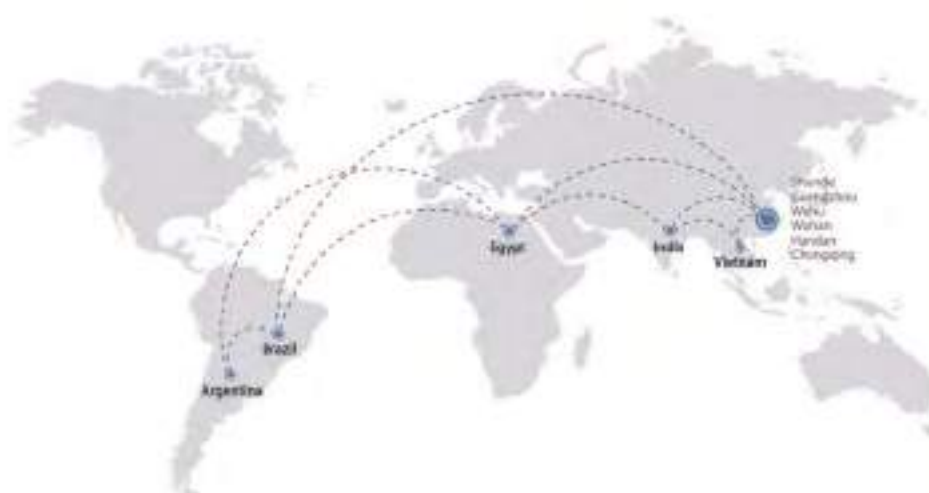 Shunde
Guangzhou
Wuhu
Wuhan
Handan
Chongqing
Egypt
India
Vietnam
Brazil
Argentina